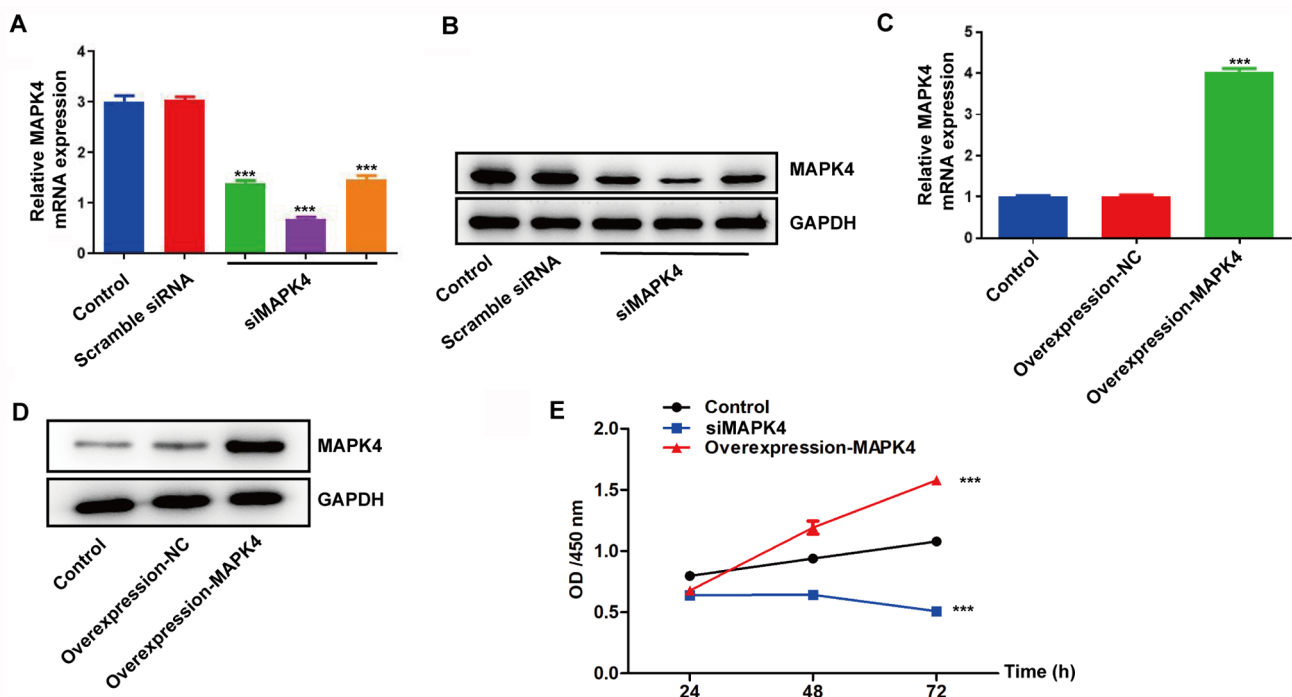 A
Relative MAPK4
mRNA expression
4
3
2
1
0
***
***
***
Control
Scramble siRNA
siMAPK4
B
MAPK4
GAPDH
Control
Scramble siRNA
siMAPK4
C
Relative MAPK4
mRNA expression
5
4
3
2
1
0
***
Control
Overexpression-NC
Overexpression-MAPK4
D
MAPK4
GAPDH
Control
Overexpression-NC
Overexpression-MAPK4
E
Control
siMAPK4
Overexpression-MAPK4
OD /450 nm
2.0
1.5
1.0
0.5
0.0
***
***
24
48
72
Time (h)